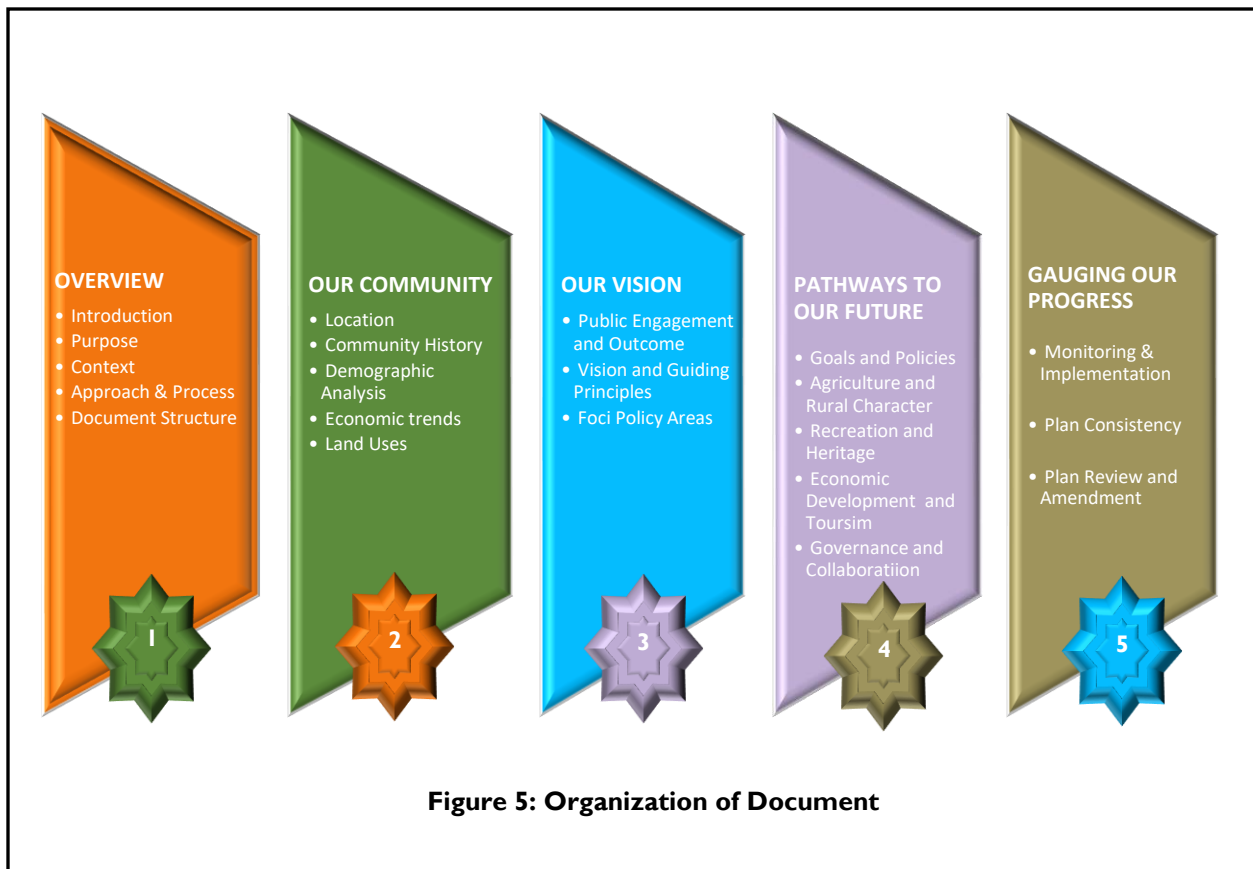 OVERVIEW
• Introduction
• Purpose
• Context
• Approach & Process
• Document Structure
1
OUR COMMUNITY
• Location
• Community History
• Demographic
Analysis
• Economic trends
• Land Uses
2
OUR VISION
• Public Engagement
and Outcome
• Vision and Guiding
Principles
• Foci Policy Areas
3
PATHWAYS TO
OUR FUTURE
• Goals and Policies
• Agriculture and
Rural Character
• Recreation and
Heritage
• Economic
Development and
Toursim
• Governance and
Collaboratiion
4
GAUGING OUR
PROGRESS
• Monitoring &
Implementation
• Plan Consistency
• Plan Review and
Amendment
5
Figure 5: Organization of Document